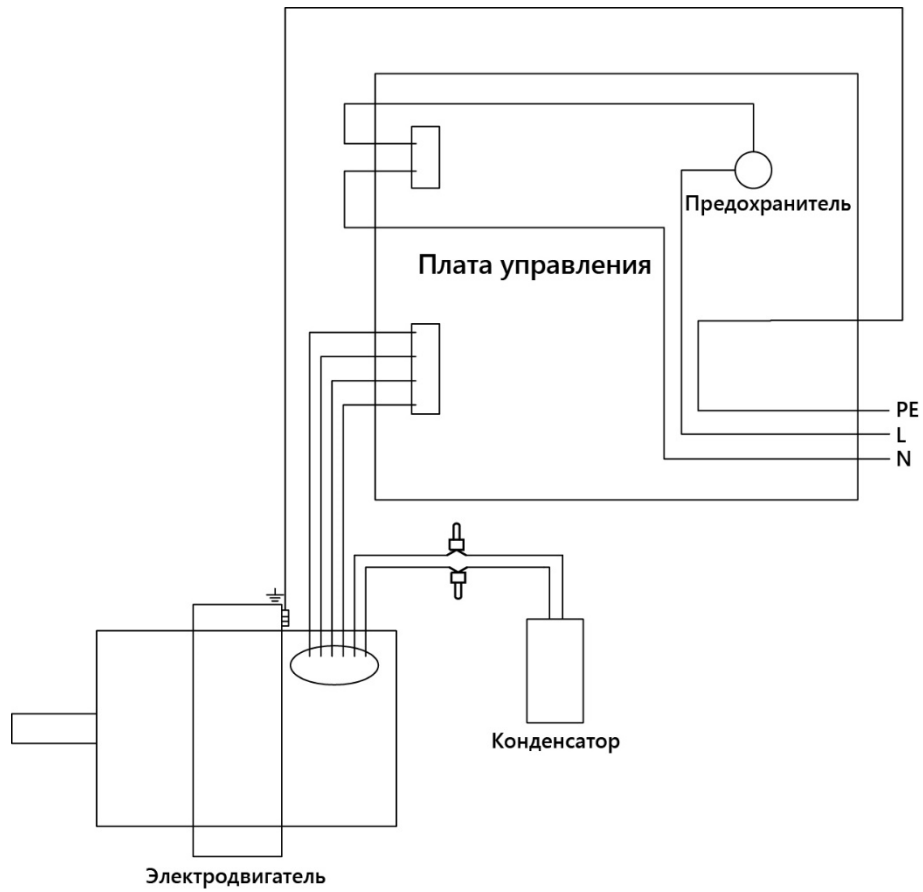 Предохранитель
Плата управления
PE
L
N
Конденсатор
Электродвигатель